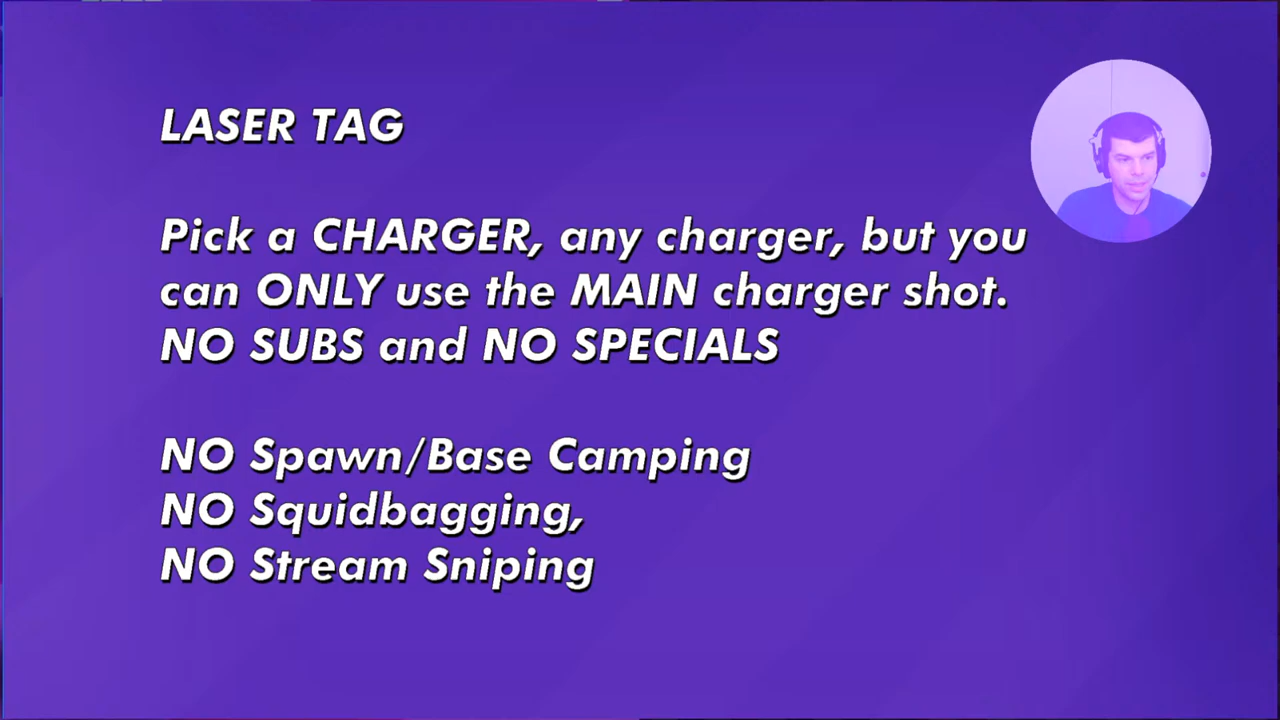 LASER TAG
Pick a CHARGER, any charger, but you
can ONLY use the MAIN charger shot.
NO SUBS and NO SPECIALS
NO Spawn/Base Camping
NO Squidbagging,
NO Stream Sniping